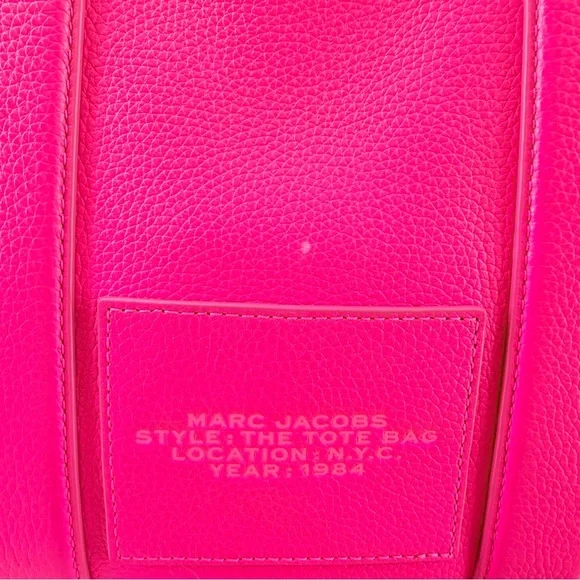 MARC JACOBS
STYLE: THE TOTE BAG
LOCATION: N.Y.C.
YEAR: 1984